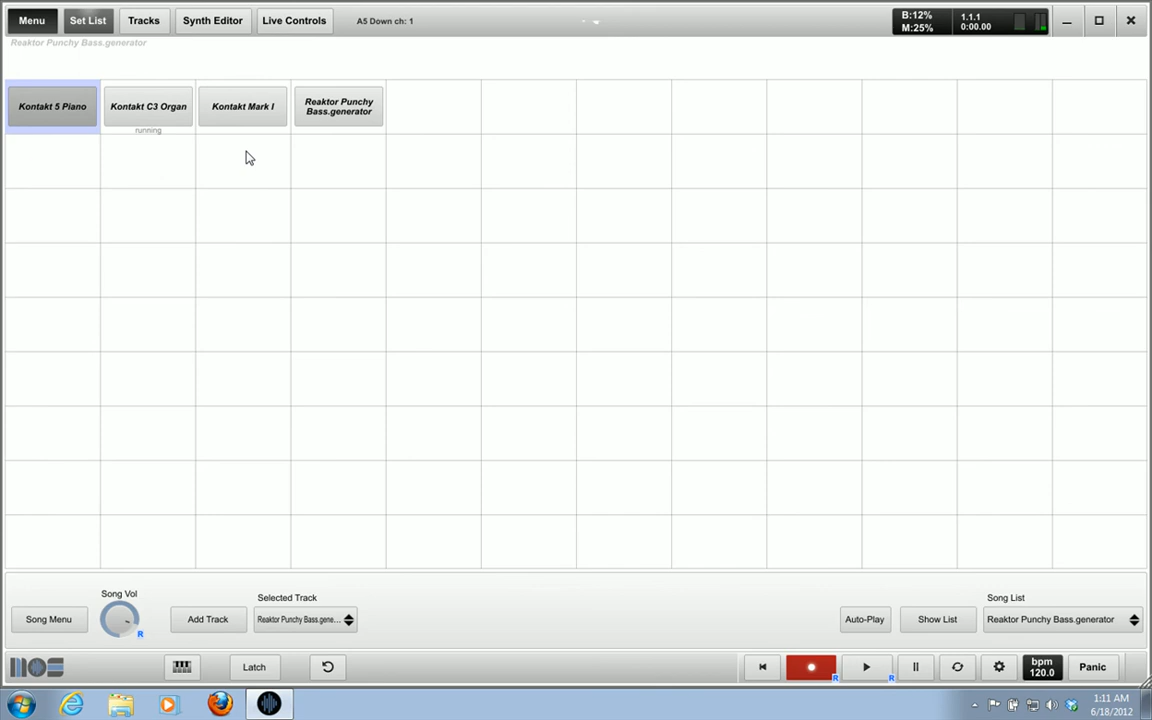 Menu
Set List
Tracks
Synth Editor
Live Controls
A5 Down ch: 1
B:12%
M:25%
1.1.1
0:00.00
Reaktor Punchy Bass.generator
Kontakt 5 Piano
Kontakt C3 Organ
Kontakt Mark I
Reaktor Punchy
Bass.generator
running
Song Vol
Selected Track
Song List
Song Menu
R
Add Track
Reaktor Punchy Bass.gene...
Auto-Play
Show List
Reaktor Punchy Bass.generator
nos
Latch
R
R
bpm
120.0
Panic
1:11 AM
6/18/2012